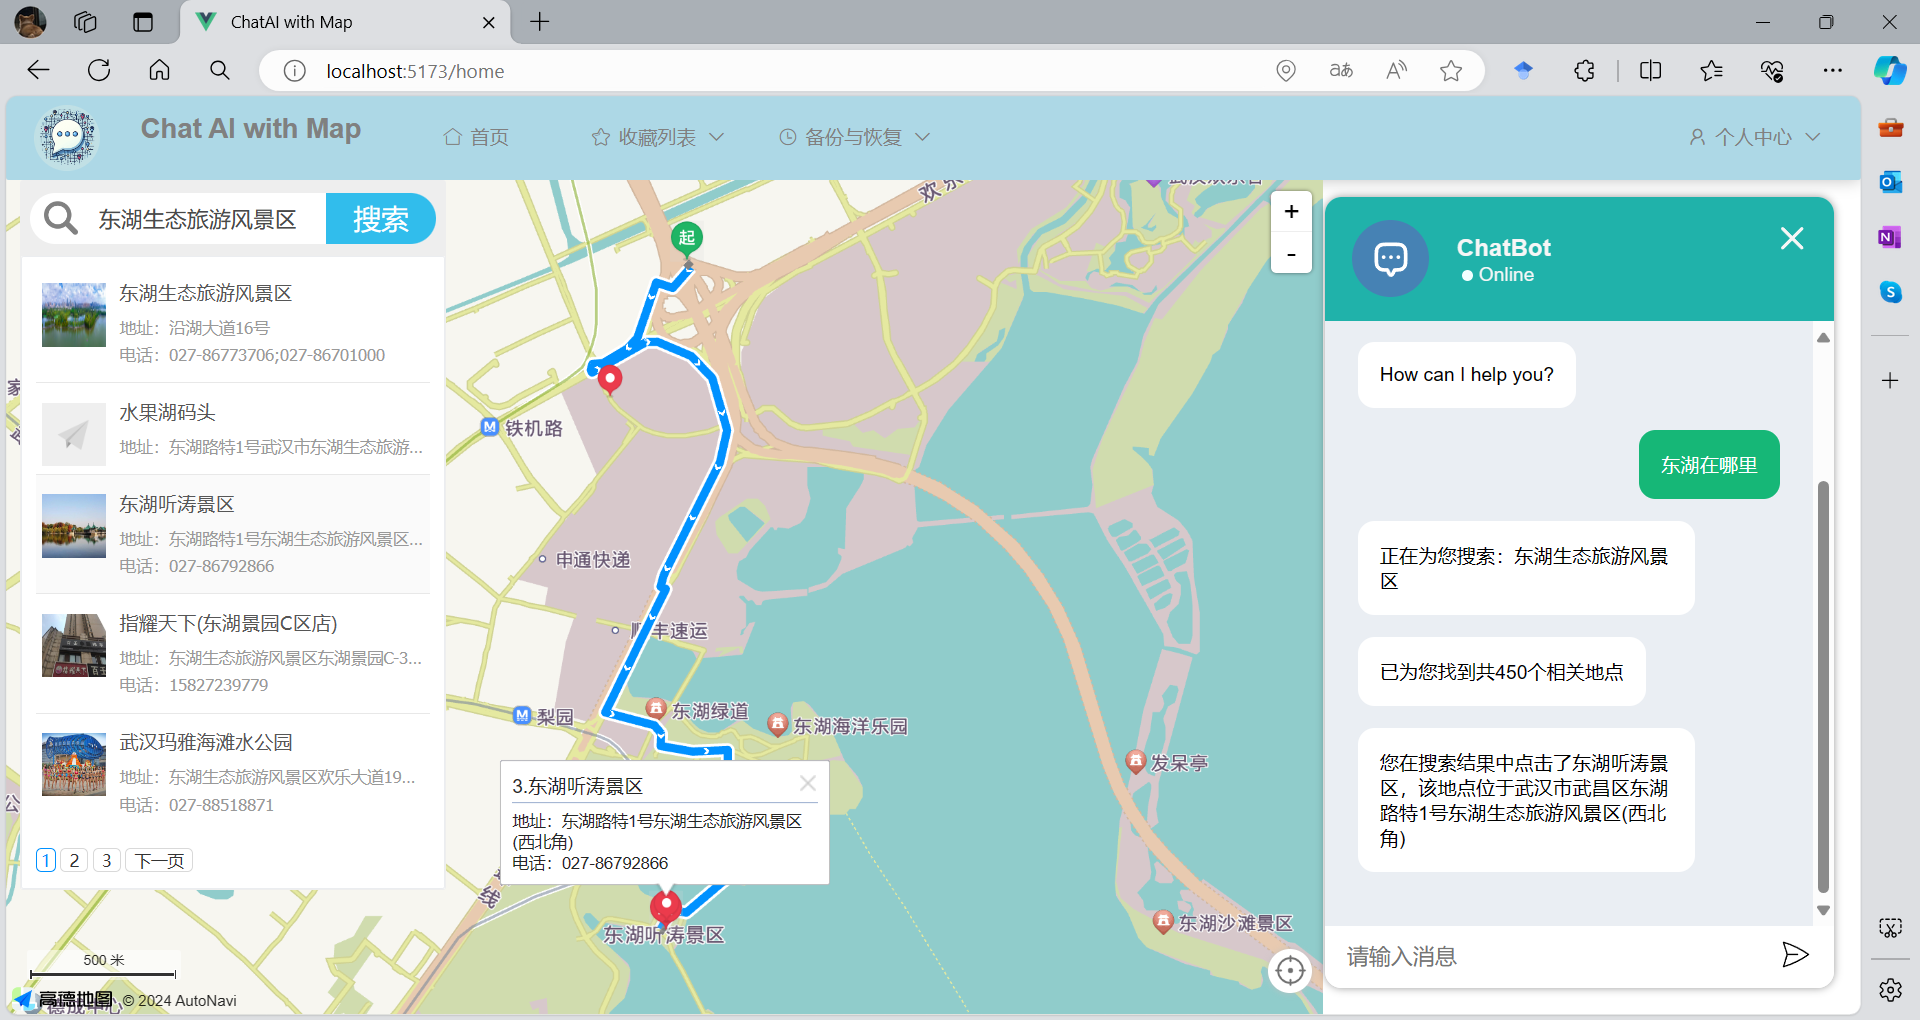 ChatAI with Map
localhost:5173/home
Chat AI with Map
首页
收藏列表
备份与恢复
个人中心
东湖生态旅游风景区
搜索
东湖生态旅游风景区
地址：沿湖大道16号
电话：027-86773706;027-86701000
水果湖码头
地址：东湖路特1号武汉市东湖生态旅游...
东湖听涛景区
地址：东湖路特1号东湖生态旅游风景区...
电话：027-86792866
指耀天下(东湖景园C区店)
地址：东湖生态旅游风景区东湖景园C-3...
电话：15827239779
武汉玛雅海滩水公园
地址：东湖生态旅游风景区欢乐大道19...
电话：027-88518871
1 2 3 下一页
起
欢乐
铁机路
申通快递
顺丰速运
梨园
东湖绿道
东湖海洋乐园
发呆亭
东湖沙滩景区
东湖听涛景区
线
3.东湖听涛景区
地址：东湖路特1号东湖生态旅游风景区
(西北角)
电话：027-86792866
+
-
500 米
高德地图 © 2024 AutoNavi
德成中心
ChatBot
Online
How can I help you?
东湖在哪里
正在为您搜索：东湖生态旅游风景
区
已为您找到共450个相关地点
您在搜索结果中点击了东湖听涛景
区，该地点位于武汉市武昌区东湖
路特1号东湖生态旅游风景区(西北
角)
请输入消息